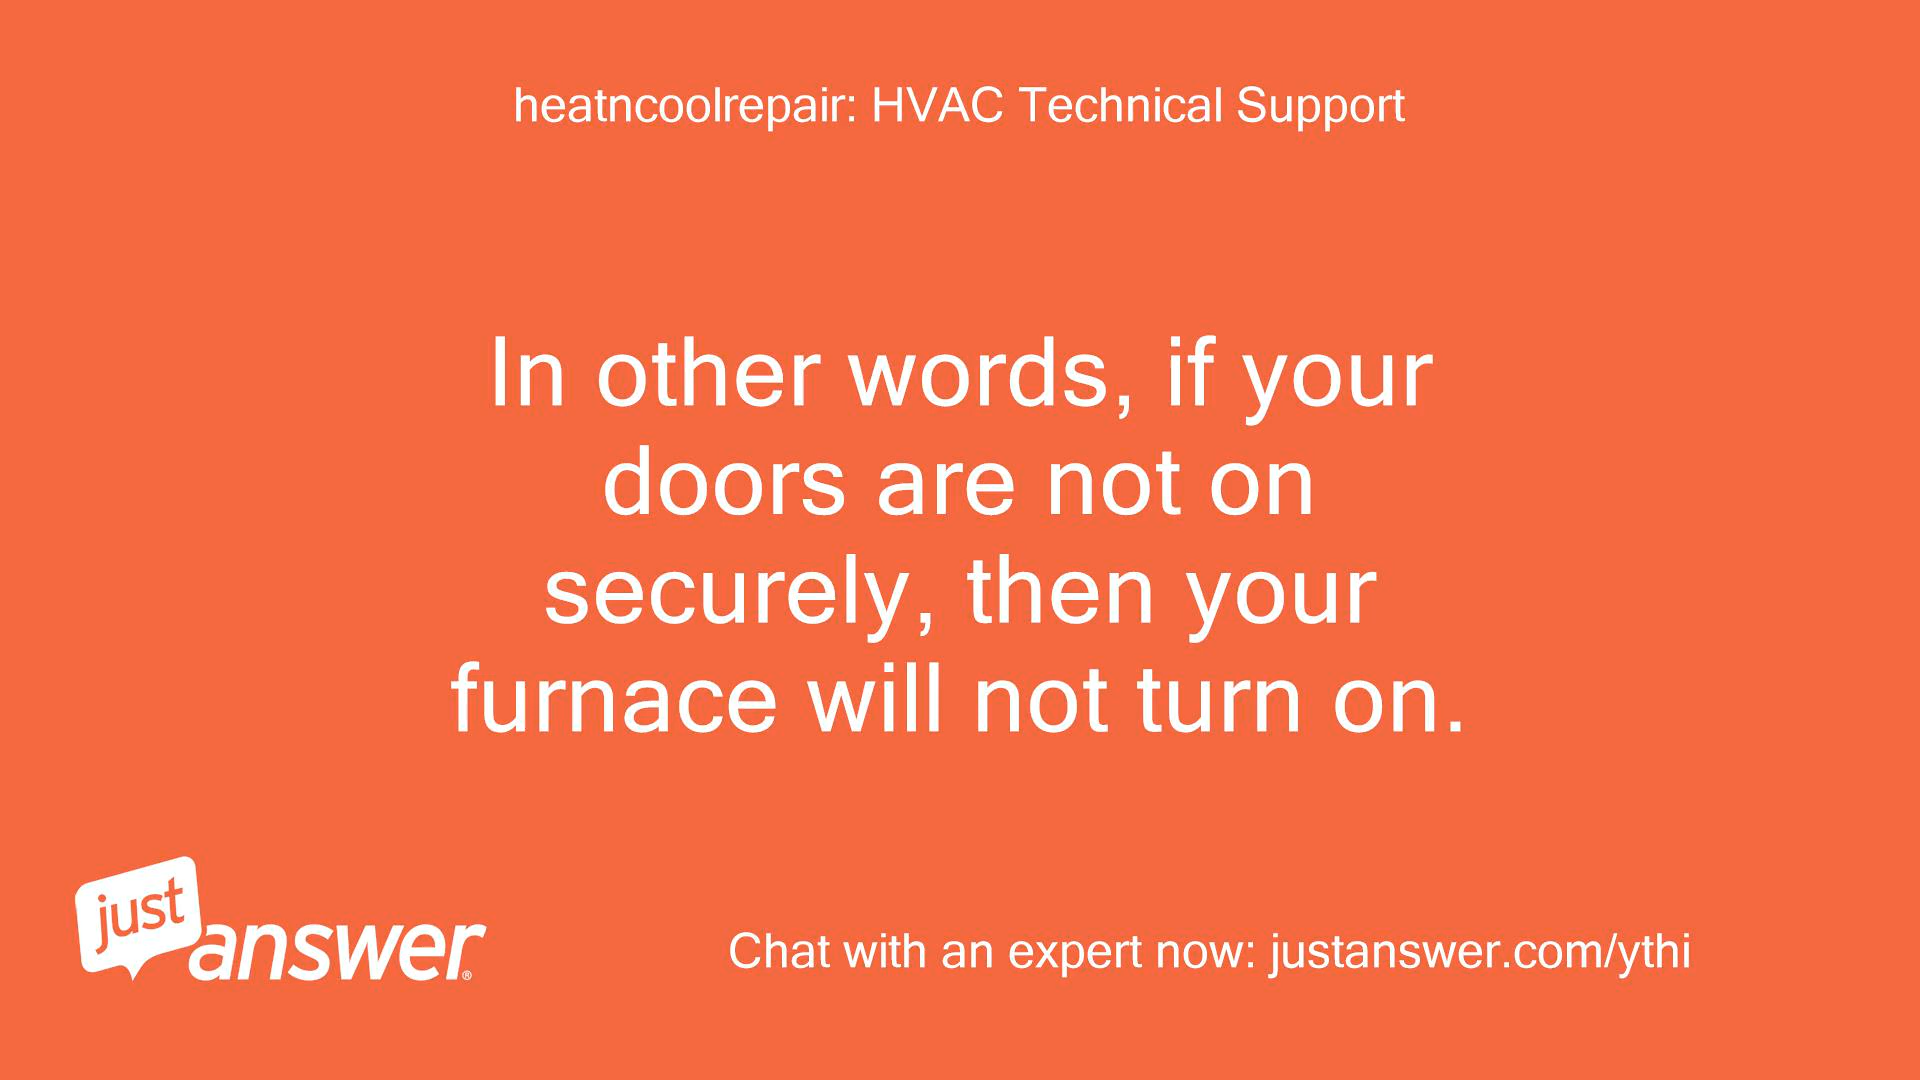 heatncoolrepair: HVAC Technical Support
In other words, if your
doors are not on
securely, then your
furnace will not turn on.
just
answer®
Chat with an expert now: justanswer.com/ythi